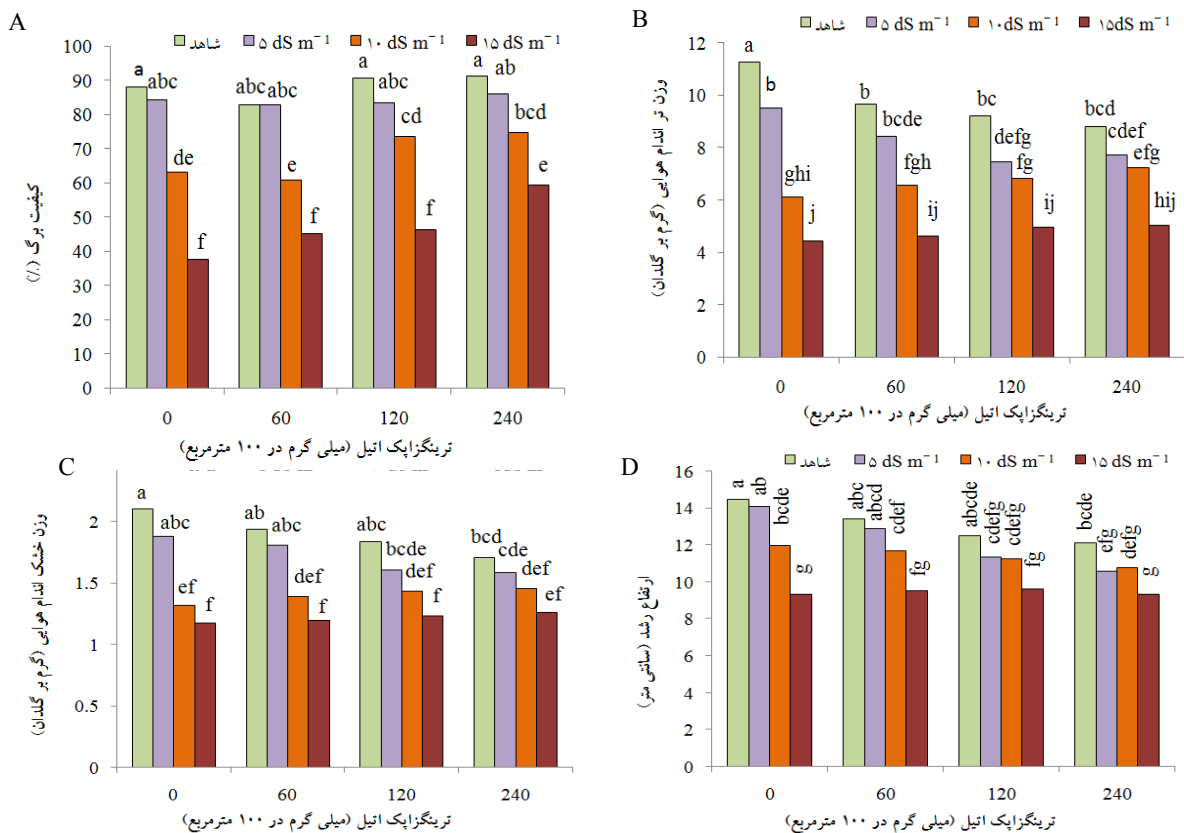 A
شاهد ۵ dS m⁻¹ ۱۰ dS m⁻¹ ۱۵ dS m⁻¹
کیفیت برگ (٪)
100
90
80
70
60
50
40
30
20
10
0
a abc de f
abc abc e f
a abc cd f
a ab bcd e
0 60 120 240
ترینگزاپک اتیل (میلی گرم در ۱۰۰ مترمربع)
B
شاهد ۵ dS m⁻¹ ۱۰dS m⁻¹ ۱۵dS m⁻¹
وزن تر اندام هوایی (گرم بر گلدان)
12
10
8
6
4
2
0
a b ghi j
b bcde fgh ij
bc defg fg ij
bcd cdef efg hij
0 60 120 240
ترینگزاپک اتیل (میلی گرم در ۱۰۰ مترمربع)
C
وزن خشک اندام هوایی (گرم بر گلدان)
2
1.5
1
0.5
0
a abc ef f
ab abc def f
abc bcde def f
bcd cde def ef
0 60 120 240
ترینگزاپک اتیل (میلی گرم در ۱۰۰ مترمربع)
D
شاهد ۵ dS m⁻¹ ۱۰ dS m⁻¹ ۱۵ dS m⁻¹
ارتفاع رشد (سانتی متر)
16
14
12
10
8
6
4
2
0
a ab bcde g
abc abcd cdef fg
abcde cdefg cdefg fg
bcde efg defg g
0 60 120 240
ترینگزاپک اتیل (میلی گرم در ۱۰۰ مترمربع)